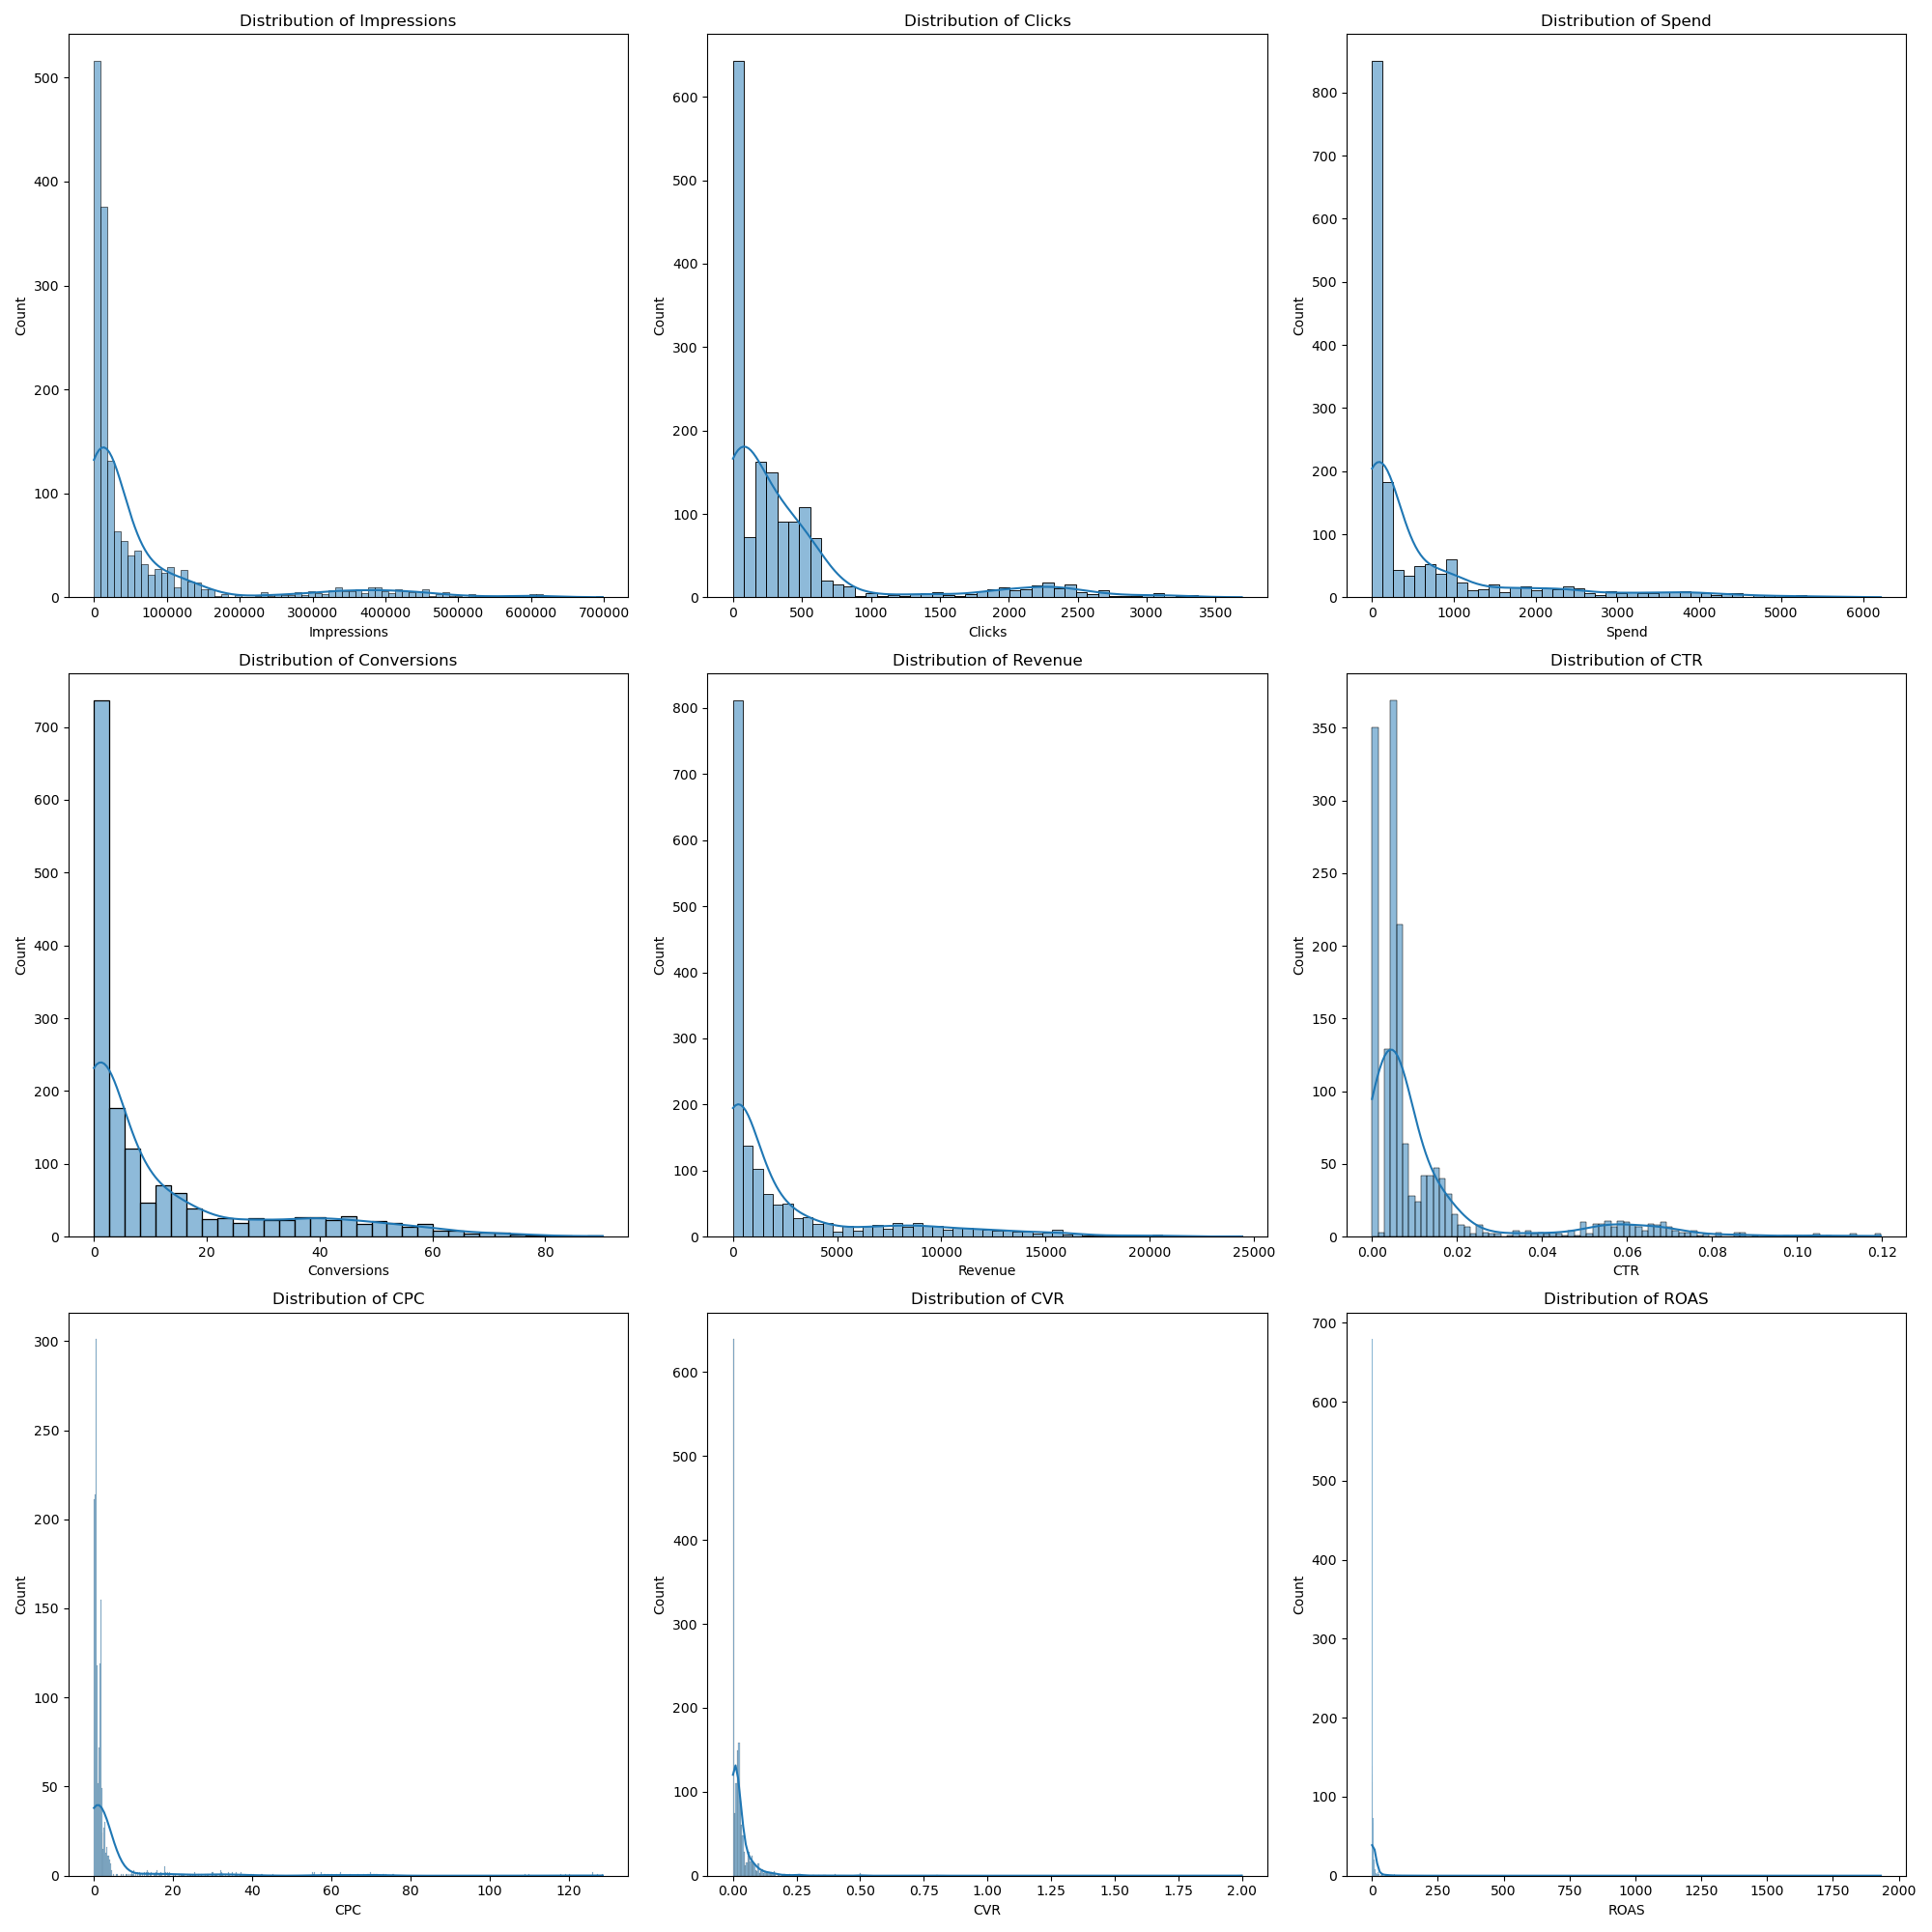 Distribution of Impressions
Count
500
400
300
200
100
0
0 100000 200000 300000 400000 500000 600000 700000
Impressions
Distribution of Clicks
Count
600
500
400
300
200
100
0
0 500 1000 1500 2000 2500 3000 3500
Clicks
Distribution of Spend
Count
800
700
600
500
400
300
200
100
0
0 1000 2000 3000 4000 5000 6000
Spend
Distribution of Conversions
Count
700
600
500
400
300
200
100
0
0 20 40 60 80
Conversions
Distribution of Revenue
Count
800
700
600
500
400
300
200
100
0
0 5000 10000 15000 20000 25000
Revenue
Distribution of CTR
Count
350
300
250
200
150
100
50
0
0.00 0.02 0.04 0.06 0.08 0.10 0.12
CTR
Distribution of CPC
Count
300
250
200
150
100
50
0
0 20 40 60 80 100 120
CPC
Distribution of CVR
Count
600
500
400
300
200
100
0
0.00 0.25 0.50 0.75 1.00 1.25 1.50 1.75 2.00
CVR
Distribution of ROAS
Count
700
600
500
400
300
200
100
0
0 250 500 750 1000 1250 1500 1750 2000
ROAS